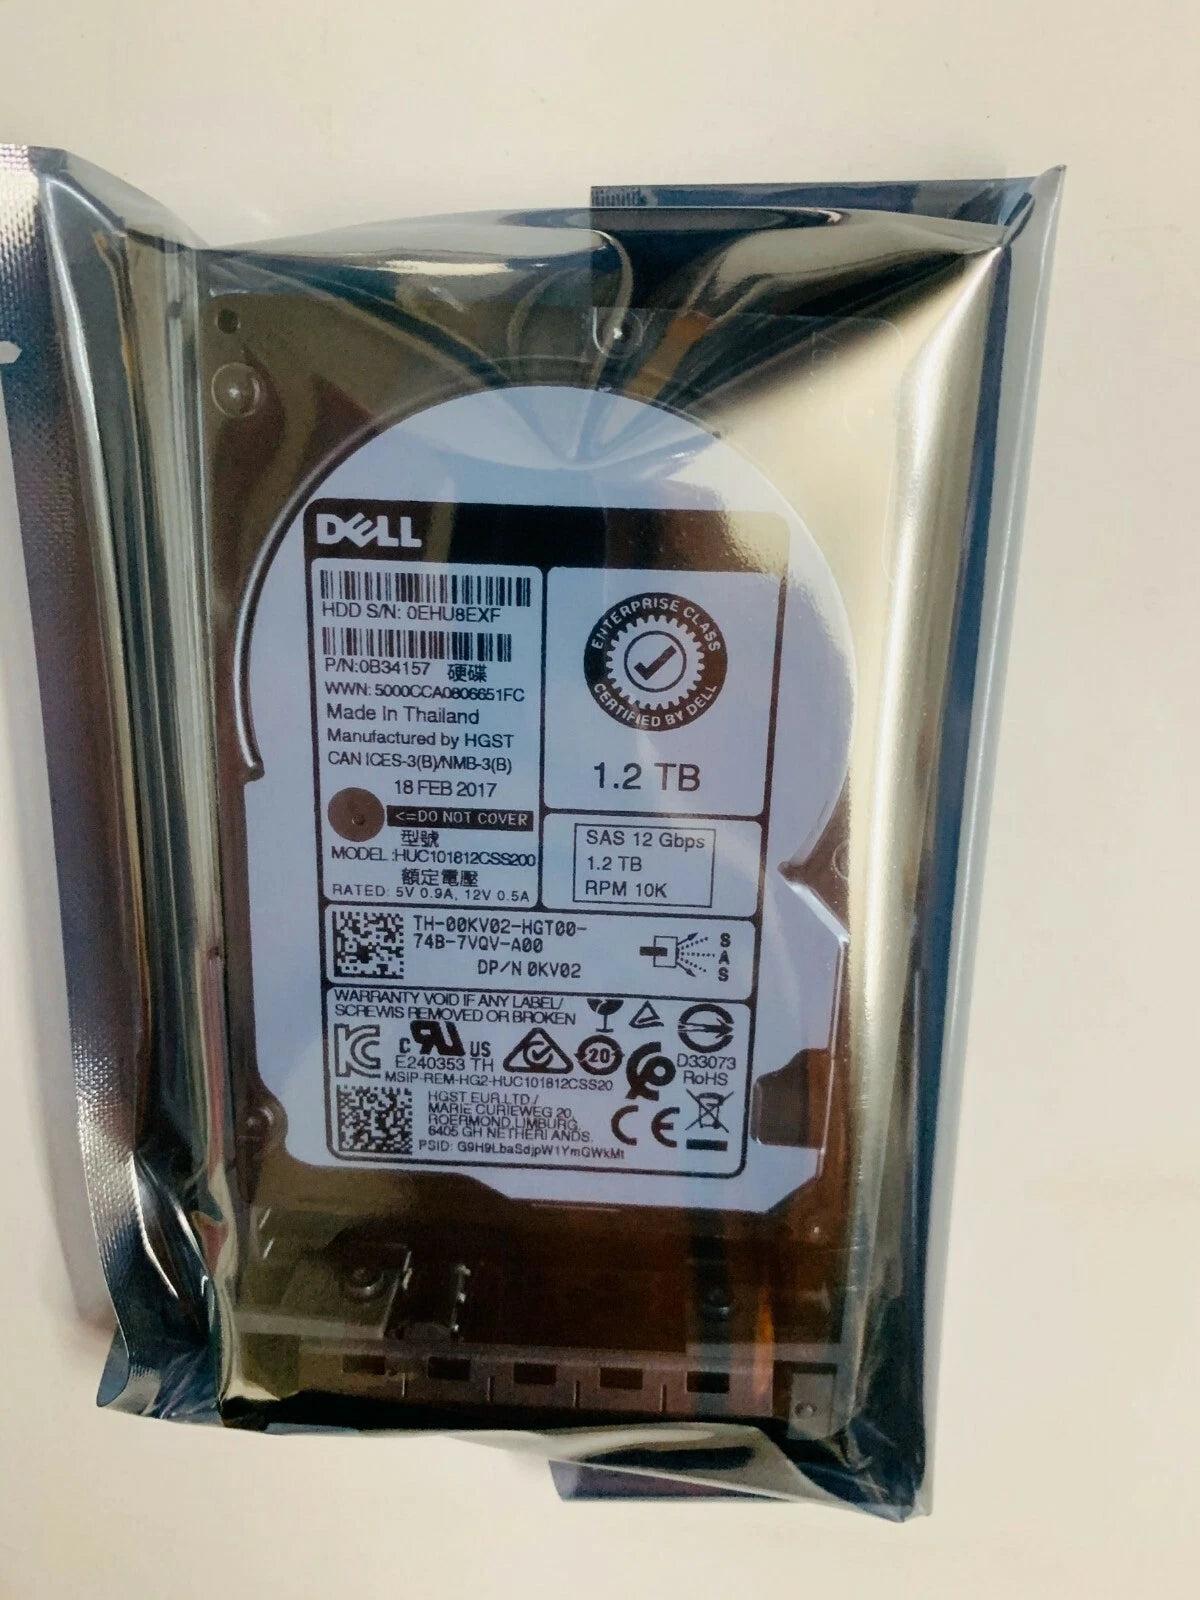 DELL
HDD S/N: 0EHU8EXF
P/N:0B34157 硬碟
WWN: 5000CCA0806651FC
Made In Thailand
Manufactured by HGST
CAN ICES-3(B)/NMB-3(B)
18 FEB 2017
<=DO NOT COVER
型號
MODEL :HUC101812CSS200
額定電壓
RATED: 5V 0.9A, 12V 0.5A
ENTERPRISE CLASS
CERTIFIED BY DELL
1.2 TB
SAS 12 Gbps
1.2 TB
RPM 10K
TH-00KV02-HGT00-
74B-7VQV-A00
DP/N 0KV02
SAS
WARRANTY VOID IF ANY LABEL/
SCREWIS REMOVED OR BROKEN
C US
E240353 TH
20
D33073
RoHS
MSIP-REM-HG2-HUC101812CSS20
HGST EUR.LTD./
MARIE CURIEWEG 20,
ROERMOND,LIMBURG,
6405 GH NETHERLANDS.
PSID: G9H9LbaSdjpW1YmGWkMt
CE